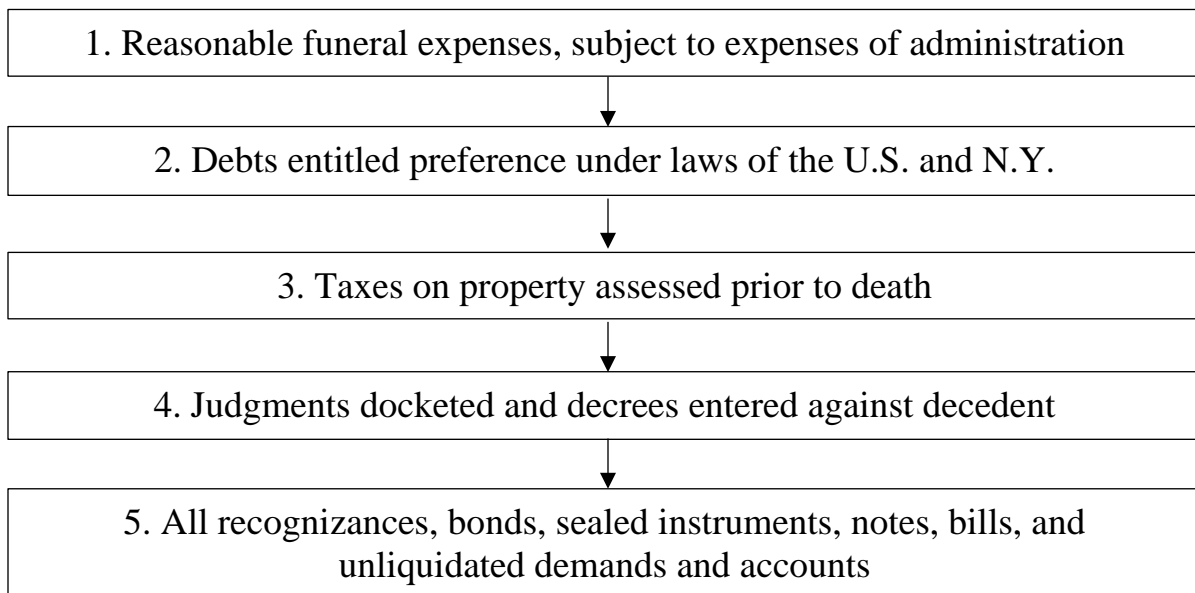 1. Reasonable funeral expenses, subject to expenses of administration
2. Debts entitled preference under laws of the U.S. and N.Y.
3. Taxes on property assessed prior to death
4. Judgments docketed and decrees entered against decedent
5. All recognizances, bonds, sealed instruments, notes, bills, and
unliquidated demands and accounts